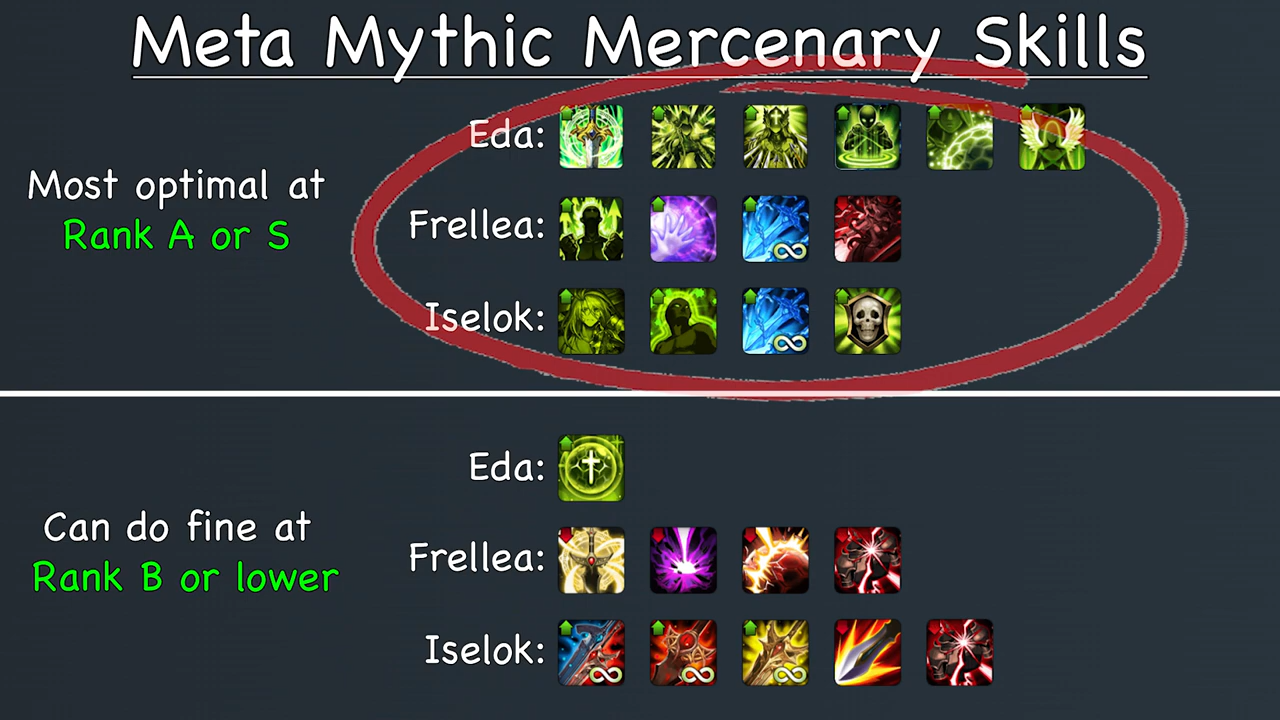 Meta Mythic Mercenary Skills
Most optimal at
Rank A or S
Eda:
Frellea:
Iselok:
Can do fine at
Rank B or lower
Eda:
Frellea:
Iselok: